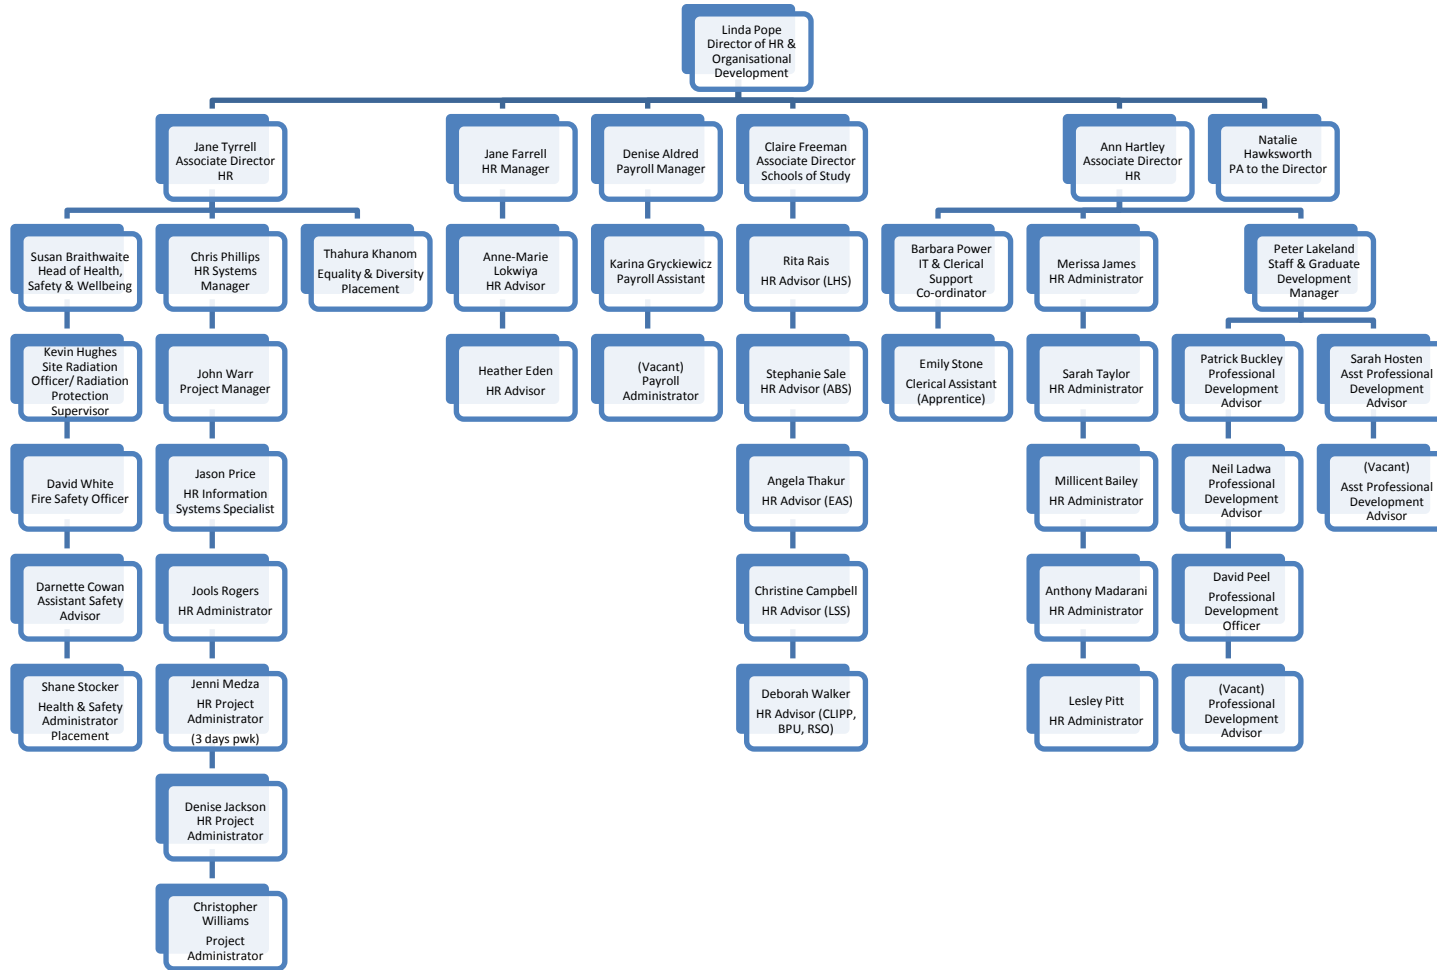 Linda Pope
Director of HR &
Organisational
Development
Jane Tyrrell
Associate Director
HR
Jane Farrell
HR Manager
Denise Aldred
Payroll Manager
Claire Freeman
Associate Director
Schools of Study
Ann Hartley
Associate Director
HR
Natalie
Hawksworth
PA to the Director
Susan Braithwaite
Head of Health,
Safety & Wellbeing
Chris Phillips
HR Systems
Manager
Thahura Khanom
Equality & Diversity
Placement
Anne-Marie
Lokwiya
HR Advisor
Karina Gryckiewicz
Payroll Assistant
Rita Rais
HR Advisor (LHS)
Barbara Power
IT & Clerical
Support
Co-ordinator
Merissa James
HR Administrator
Peter Lakeland
Staff & Graduate
Development
Manager
Kevin Hughes
Site Radiation
Officer/ Radiation
Protection
Supervisor
John Warr
Project Manager
Heather Eden
HR Advisor
(Vacant)
Payroll
Administrator
Stephanie Sale
HR Advisor (ABS)
Emily Stone
Clerical Assistant
(Apprentice)
Sarah Taylor
HR Administrator
Patrick Buckley
Professional
Development
Advisor
Sarah Hosten
Asst Professional
Development
Advisor
David White
Fire Safety Officer
Jason Price
HR Information
Systems Specialist
Angela Thakur
HR Advisor (EAS)
Millicent Bailey
HR Administrator
Neil Ladwa
Professional
Development
Advisor
(Vacant)
Asst Professional
Development
Advisor
Darnette Cowan
Assistant Safety
Advisor
Jools Rogers
HR Administrator
Christine Campbell
HR Advisor (LSS)
Anthony Madarani
HR Administrator
David Peel
Professional
Development
Officer
Shane Stocker
Health & Safety
Administrator
Placement
Jenni Medza
HR Project
Administrator
(3 days pwk)
Deborah Walker
HR Advisor (CLIPP,
BPU, RSO)
Lesley Pitt
HR Administrator
(Vacant)
Professional
Development
Advisor
Denise Jackson
HR Project
Administrator
Christopher
Williams
Project
Administrator